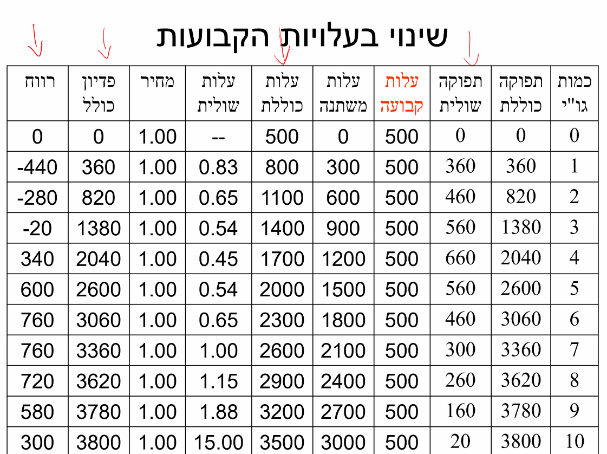 שינוי בעלויות הקבועות
כמות תפוקה תפוקה עלות עלות עלות עלות מחיר פדיון רווח
גו"י כוללת שולית קבועה משתנה כוללת שולית כולל
0 0 0 500 0 500 -- 1.00 0 0
1 360 360 500 300 800 0.83 1.00 360 -440
2 820 460 500 600 1100 0.65 1.00 820 -280
3 1380 560 500 900 1400 0.54 1.00 1380 -20
4 2040 660 500 1200 1700 0.45 1.00 2040 340
5 2600 560 500 1500 2000 0.54 1.00 2600 600
6 3060 460 500 1800 2300 0.65 1.00 3060 760
7 3360 300 500 2100 2600 1.00 1.00 3360 760
8 3620 260 500 2400 2900 1.15 1.00 3620 720
9 3780 160 500 2700 3200 1.88 1.00 3780 580
10 3800 20 500 3000 3500 15.00 1.00 3800 300